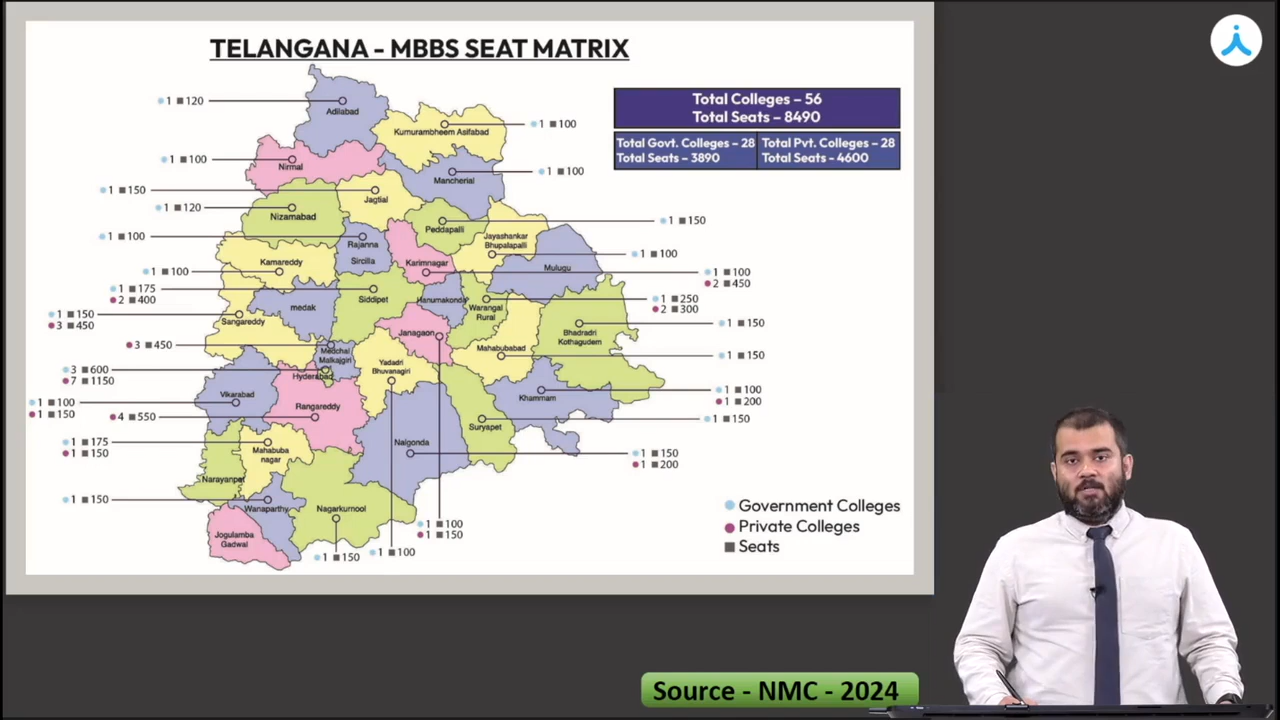 TELANGANA - MBBS SEAT MATRIX
Total Colleges – 56
Total Seats – 8490
Total Govt. Colleges – 28
Total Seats – 3890
Total Pvt. Colleges – 28
Total Seats - 4600
1 120
Adilabad
Kumurambheem Asifabad
1 100
1 100
Nirmal
Mancherial
1 100
1 150
Jagtial
1 120
Nizamabad
Peddapalli
1 150
1 100
Rajanna
Sircilla
Jayashankar
Bhupalapalli
1 100
1 100
Kamareddy
Karimnagar
Mulugu
1 100
2 450
1 175
2 400
Siddipet
Hanumakonda
Warangal
Rural
1 250
2 300
1 150
3 450
Sangareddy
medak
Janagaon
Bhadradri
Kothagudem
1 150
3 450
Medchal
Malkajgiri
Mahabubabad
1 150
3 600
7 1150
Hyderabad
Yadadri
Bhuvanagiri
1 100
1 150
Vikarabad
Khammam
1 100
1 200
4 550
Rangareddy
Suryapet
1 150
1 175
1 150
Mahabuba
nagar
Nalgonda
1 150
1 200
Narayanpet
1 150
Wanaparthy
Nagarkurnool
Jogulamba
Gadwal
1 100
1 150
1 150
1 100
Government Colleges
Private Colleges
Seats
Source - NMC - 2024